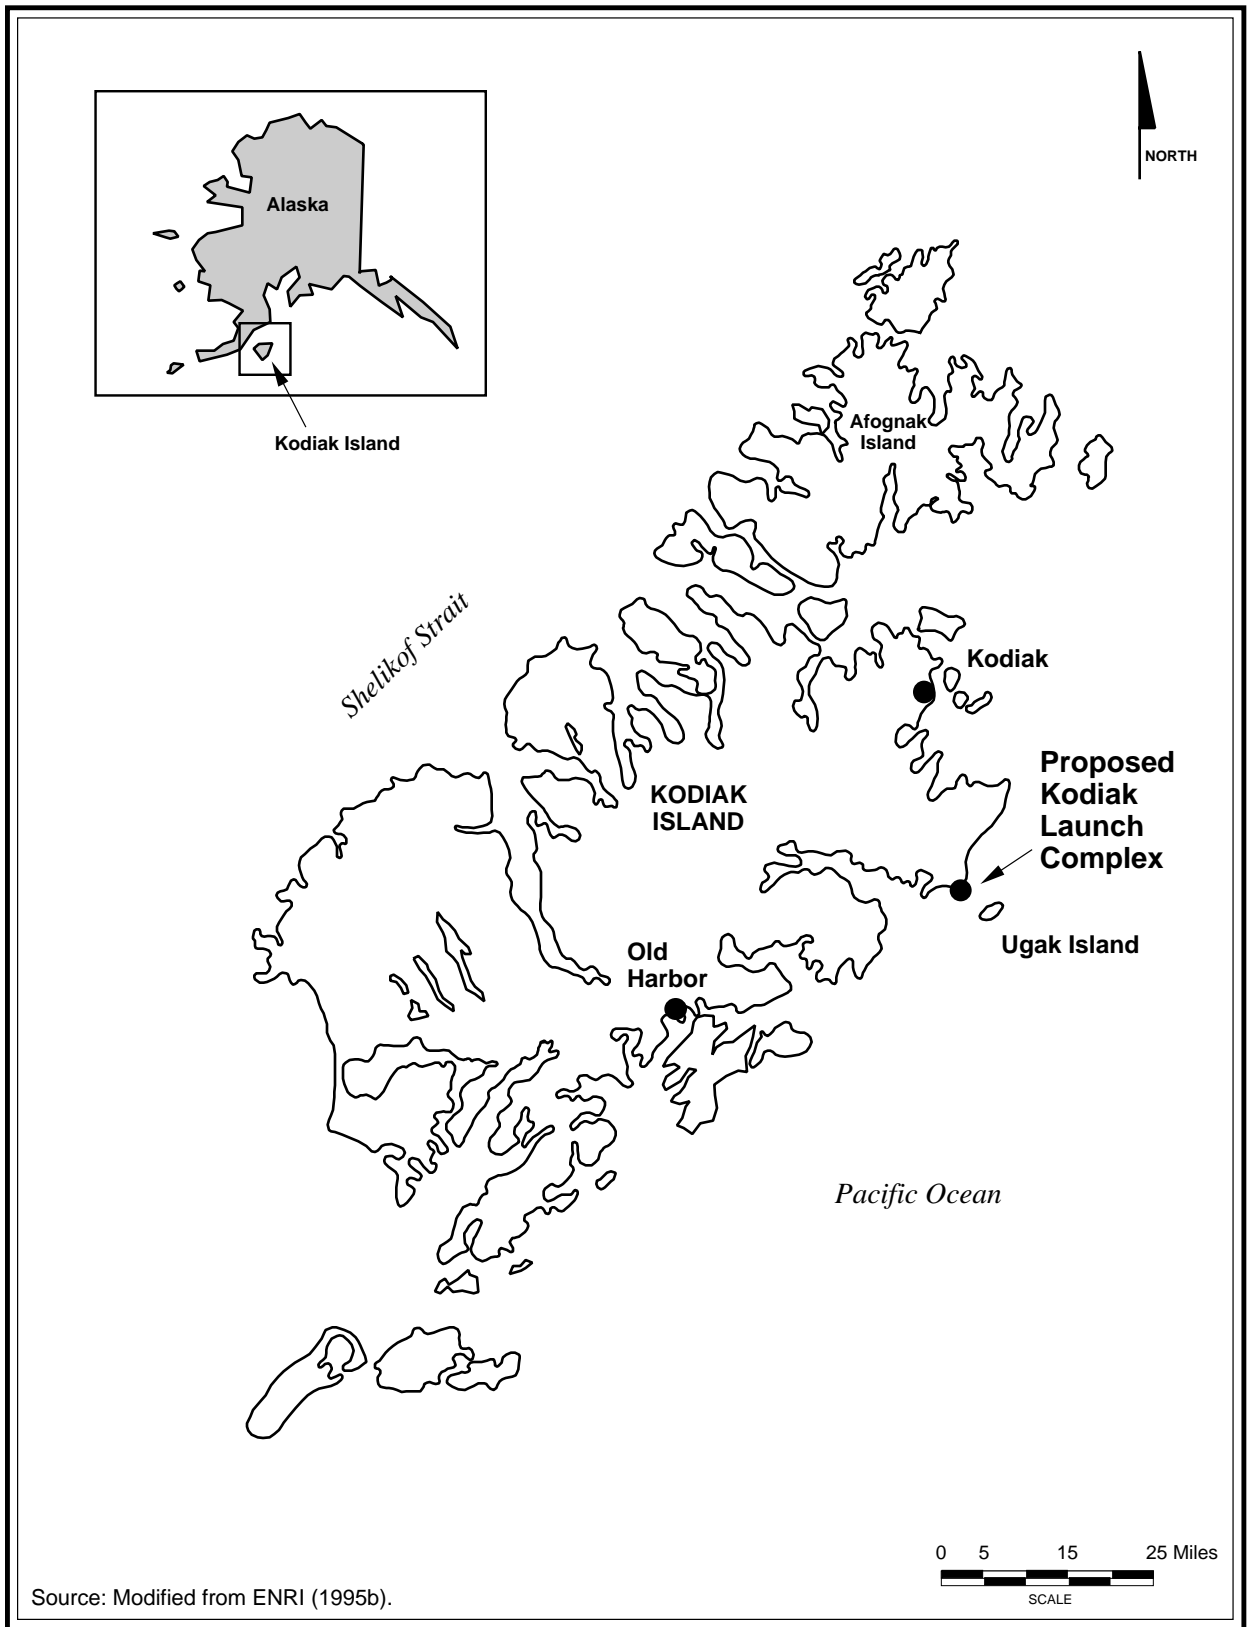 NORTH
Alaska
Kodiak Island
Afognak
Island
Shelikof Strait
Kodiak
Proposed
Kodiak
Launch
Complex
KODIAK
ISLAND
Ugak Island
Old
Harbor
Pacific Ocean
0 5 15 25 Miles
SCALE
Source: Modified from ENRI (1995b).